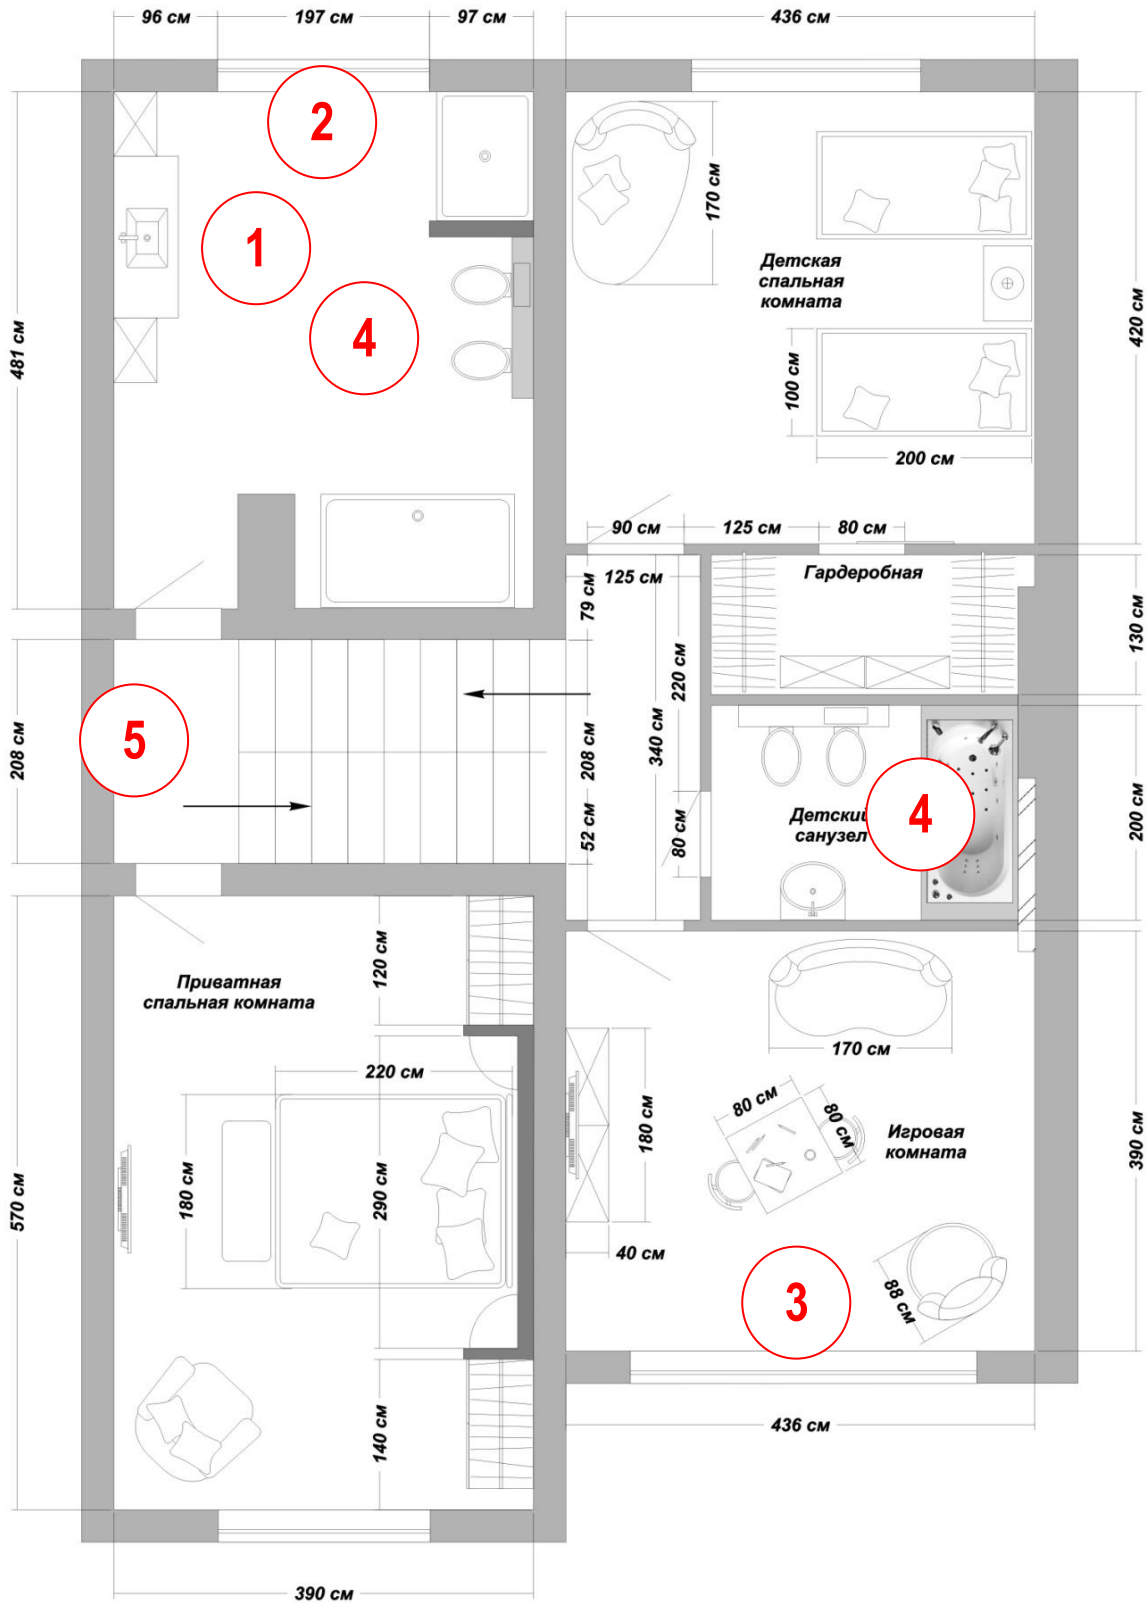 96 см
197 см
97 см
436 см
2
1
4
481 см
170 см
Детская
спальная
комната
420 см
100 см
200 см
90 см
125 см
80 см
125 см
79 см
Гардеробная
130 см
220 см
340 см
208 см
5
208 см
52 см
80 см
Детский
санузел
4
200 см
Приватная
спальная комната
120 см
220 см
180 см
290 см
570 см
140 см
390 см
170 см
80 см
80 см
180 см
Игровая
комната
390 см
40 см
88 см
3
436 см